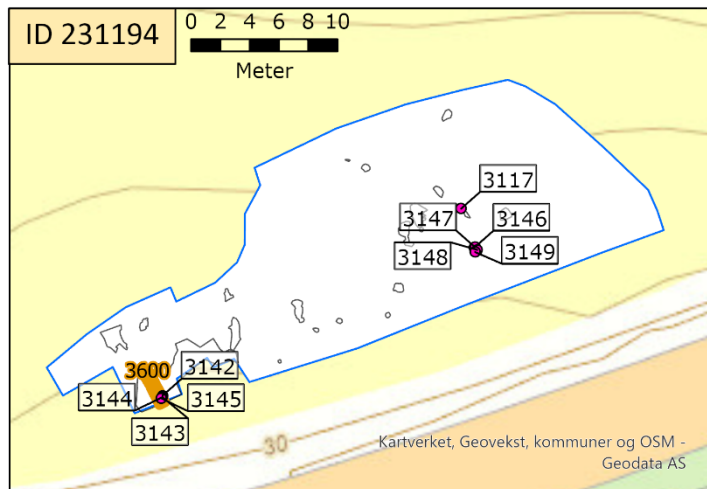 ID 231194
0 2 4 6 8 10
Meter
3117
3147
3146
3148
3149
3600
3142
3144
3145
3143
30
Kartverket, Geovekst, kommuner og OSM -
Geodata AS